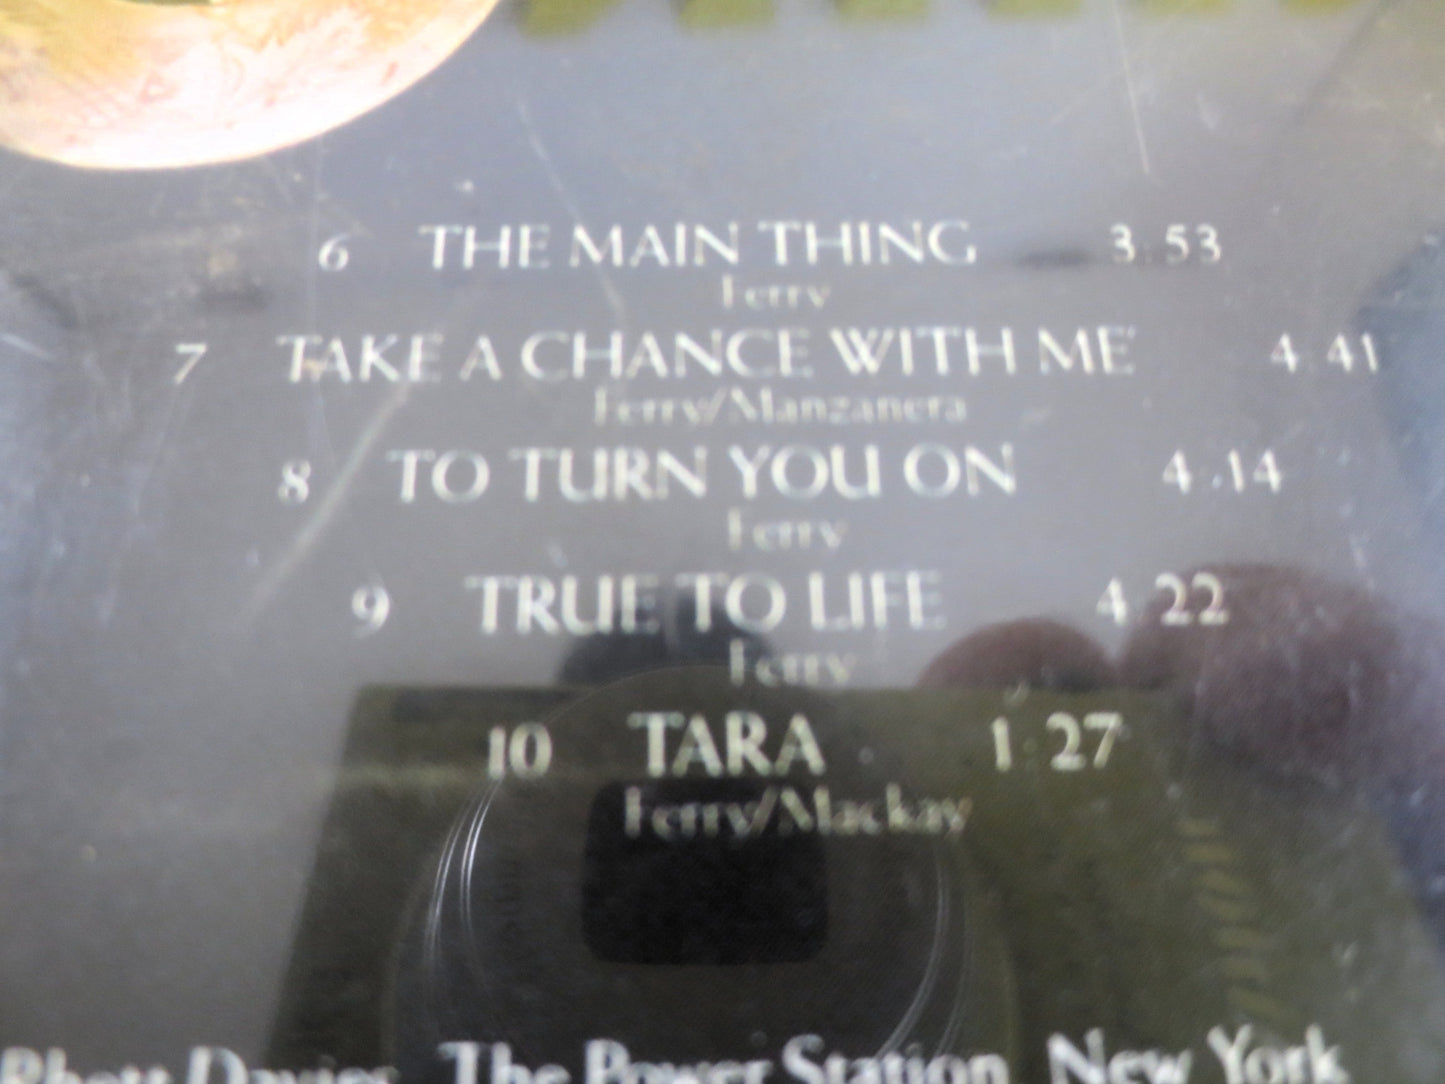 6 THE MAIN THING 3:53
Ferry
7 TAKE A CHANCE WITH ME 4:41
Ferry/Manzanera
8 TO TURN YOU ON 4:14
Ferry
9 TRUE TO LIFE 4:22
Ferry
10 TARA 1:27
Ferry/Mackay
Rhett Davies The Power Station New York